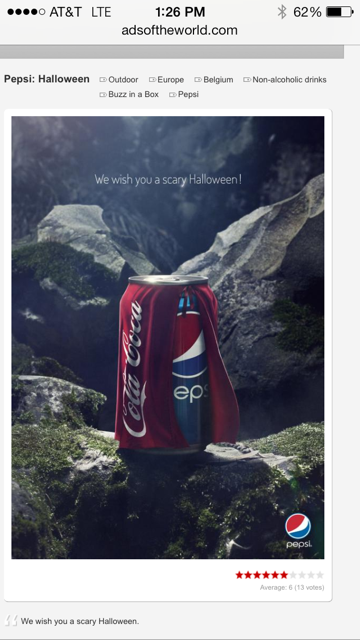 AT&T LTE 1:26 PM 62%
adsoftheworld.com
Pepsi: Halloween Outdoor Europe Belgium Non-alcoholic drinks
Buzz in a Box Pepsi
We wish you a scary Halloween!
Cola Coca
eps
pepsi.
Average: 6 (13 votes)
We wish you a scary Halloween.